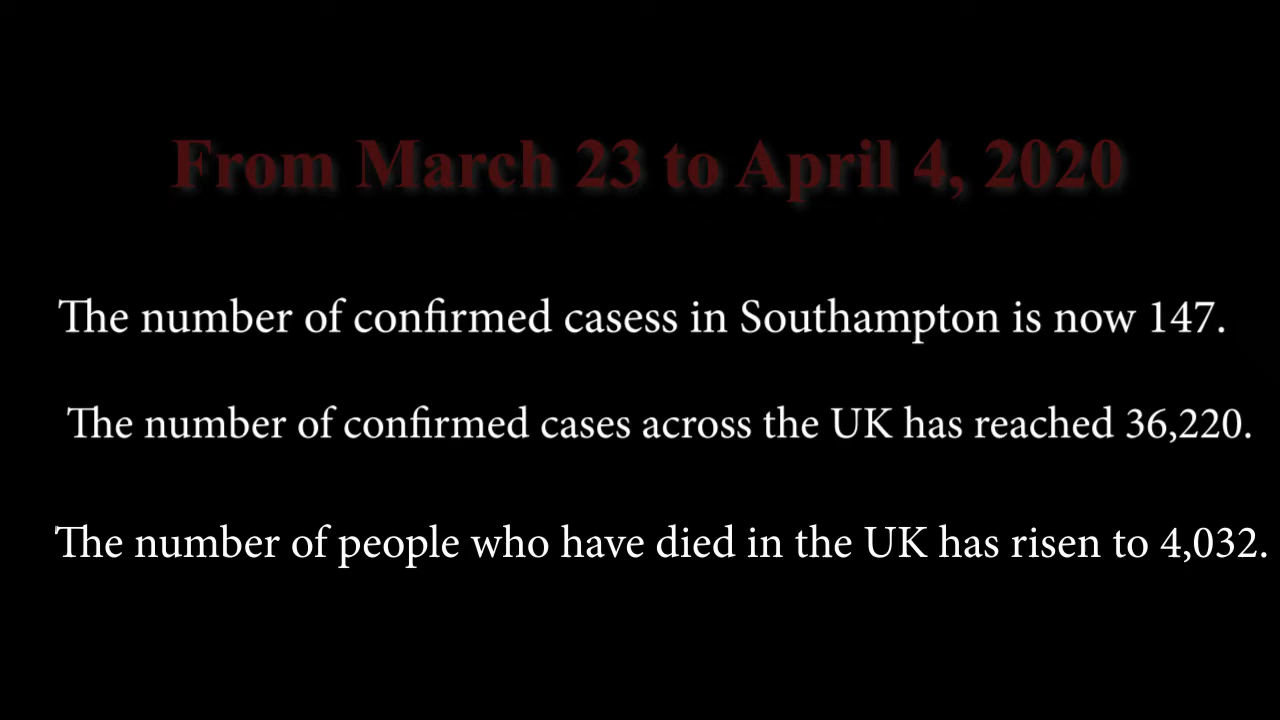 From March 23 to April 4, 2020
The number of confirmed casess in Southampton is now 147.
The number of confirmed cases across the UK has reached 36,220.
The number of people who have died in the UK has risen to 4,032.